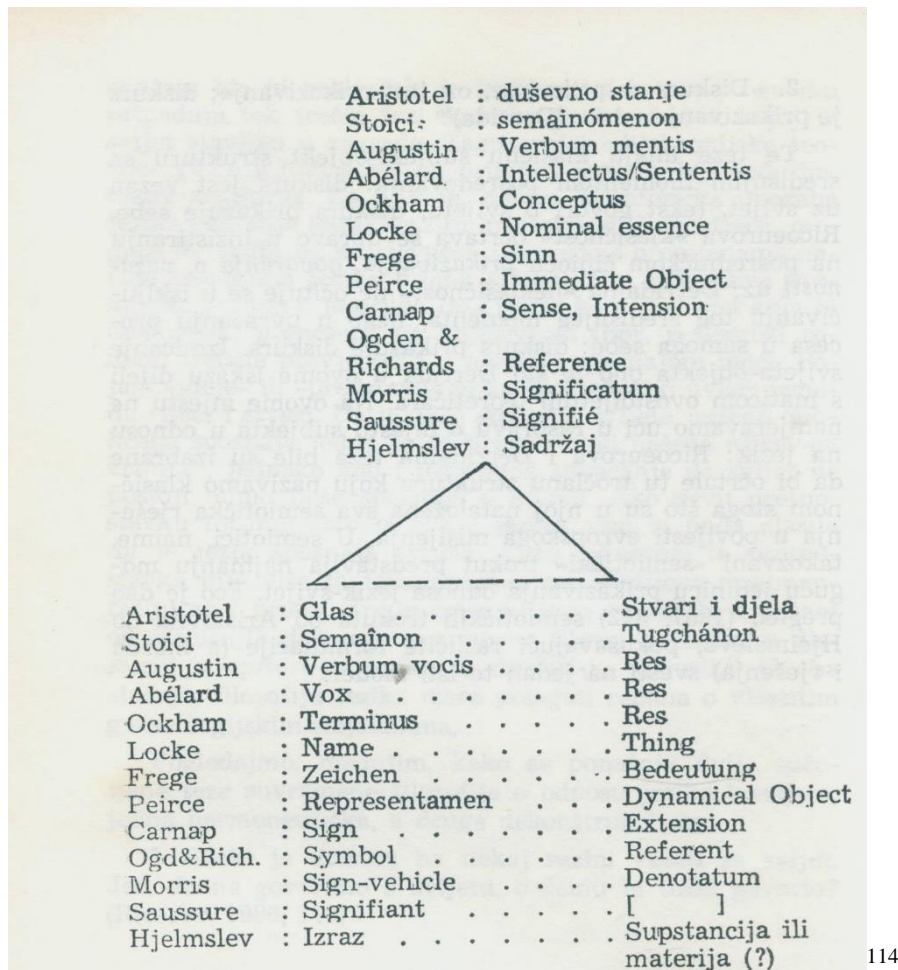 Aristotel : duševno stanje
Stoici : semainómenon
Augustin : Verbum mentis
Abélard : Intellectus/Sententis
Ockham : Conceptus
Locke : Nominal essence
Frege : Sinn
Peirce : Immediate Object
Carnap : Sense, Intension
Ogden &
Richards : Reference
Morris : Significatum
Saussure : Signifié
Hjelmslev : Sadržaj
Aristotel : Glas . . . . . . . Stvari i djela
Stoici : Semaînon . . . . . Tugchánon
Augustin : Verbum vocis . . . . Res
Abélard : Vox . . . . . . . Res
Ockham : Terminus . . . . . Res
Locke : Name . . . . . . . Thing
Frege : Zeichen . . . . . . Bedeutung
Peirce : Representamen . . . Dynamical Object
Carnap : Sign . . . . . . . Extension
Ogd&Rich. : Symbol . . . . . . Referent
Morris : Sign-vehicle . . . . Denotatum
Saussure : Signifiant . . . . . [ ]
Hjelmslev : Izraz . . . . . . . Supstancija ili
materija (?)
114